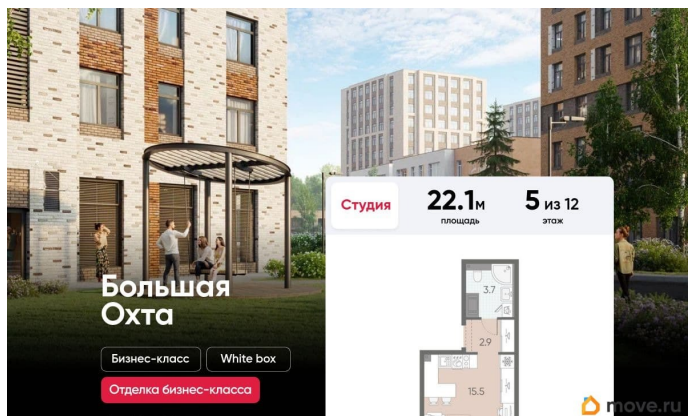 Студия
22.1м
площадь
5 из 12
этаж
3.7
2.9
15.5
Большая
Охта
Бизнес-класс
White box
Отделка бизнес-класса
move.ru